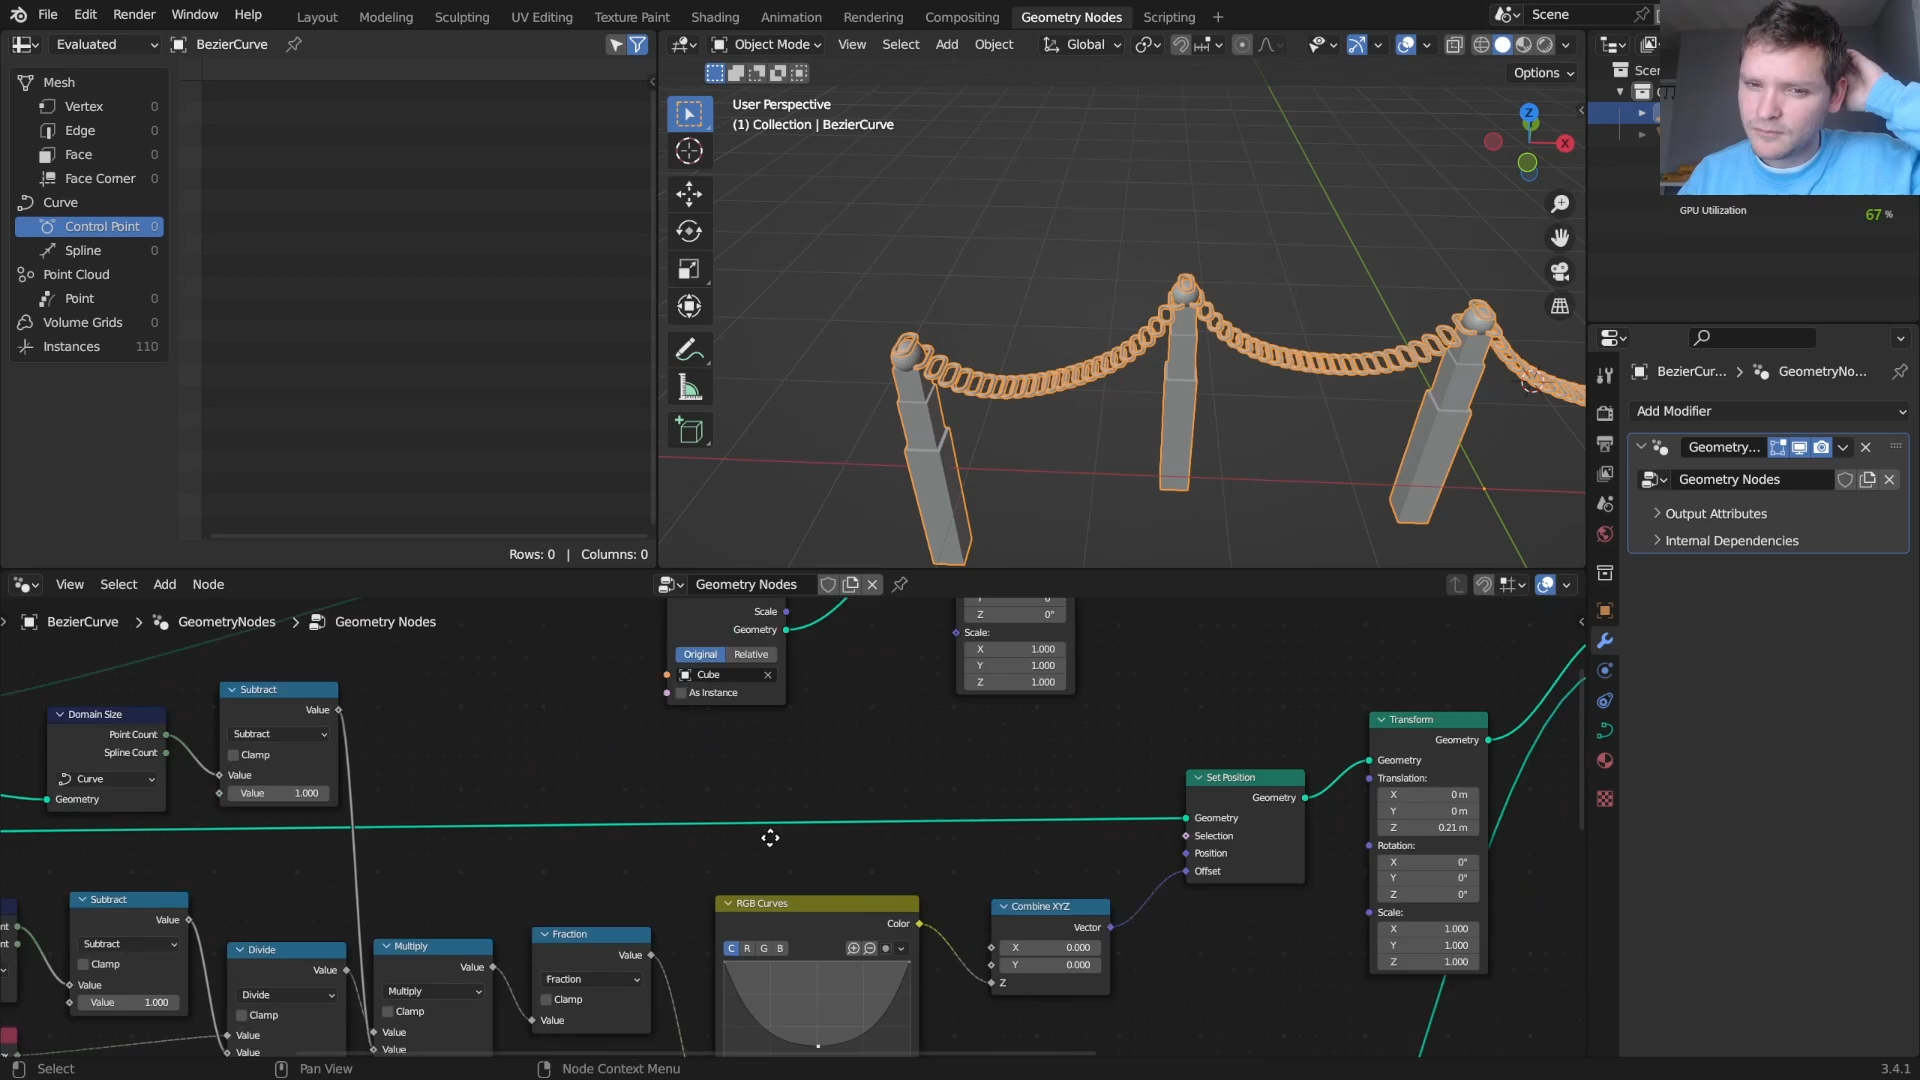 File Edit Render Window Help Layout Modeling Sculpting UV Editing Texture Paint Shading Animation Rendering Compositing Geometry Nodes Scripting + Scene
Evaluated BezierCurve
Mesh
Vertex 0
Edge 0
Face 0
Face Corner 0
Curve
Control Point 0
Spline 0
Point Cloud
Point 0
Volume Grids 0
Instances 110
Rows: 0 | Columns: 0
Object Mode View Select Add Object Global
Options
User Perspective
(1) Collection | BezierCurve
Z
X
Scer
GPU Utilization 67 %
BezierCur... > GeometryNo...
Add Modifier
Geometry...
Geometry Nodes
Output Attributes
Internal Dependencies
View Select Add Node Geometry Nodes
BezierCurve > GeometryNodes > Geometry Nodes
Scale
Geometry
Original Relative
Cube
As Instance
Z 0°
Scale:
X 1.000
Y 1.000
Z 1.000
Domain Size
Point Count
Spline Count
Curve
Geometry
Subtract
Value
Subtract
Clamp
Value
Value 1.000
Set Position
Geometry
Geometry
Selection
Position
Offset
Transform
Geometry
Geometry
Translation:
X 0 m
Y 0 m
Z 0.21 m
Rotation:
X 0°
Y 0°
Z 0°
Scale:
X 1.000
Y 1.000
Z 1.000
nt
nt
Subtract
Value
Subtract
Clamp
Value
Value 1.000
Divide
Value
Divide
Clamp
Value
Value
Multiply
Value
Multiply
Clamp
Value
Value
Fraction
Value
Fraction
Clamp
Value
RGB Curves
Color
C R G B
Combine XYZ
Vector
X 0.000
Y 0.000
Z
Select Pan View Node Context Menu 3.4.1